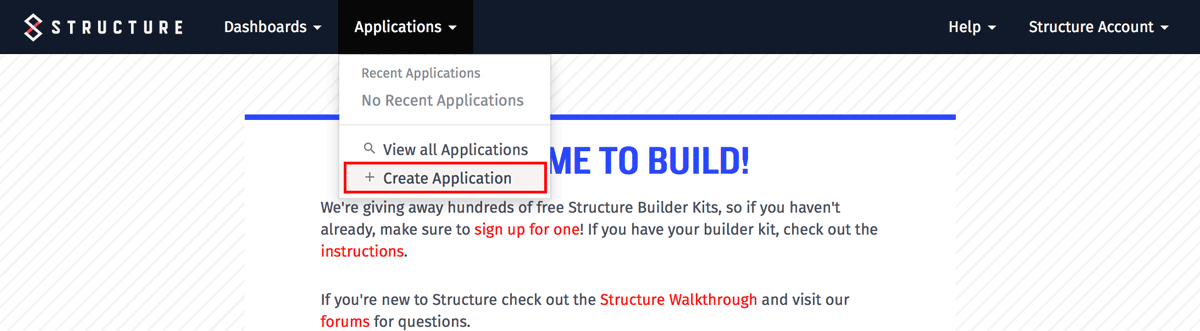 STRUCTURE Dashboards Applications Help Structure Account
Recent Applications
No Recent Applications
View all Applications
Create Application
ME TO BUILD!
We're giving away hundreds of free Structure Builder Kits, so if you haven't
already, make sure to sign up for one! If you have your builder kit, check out the
instructions.
If you're new to Structure check out the Structure Walkthrough and visit our
forums for questions.